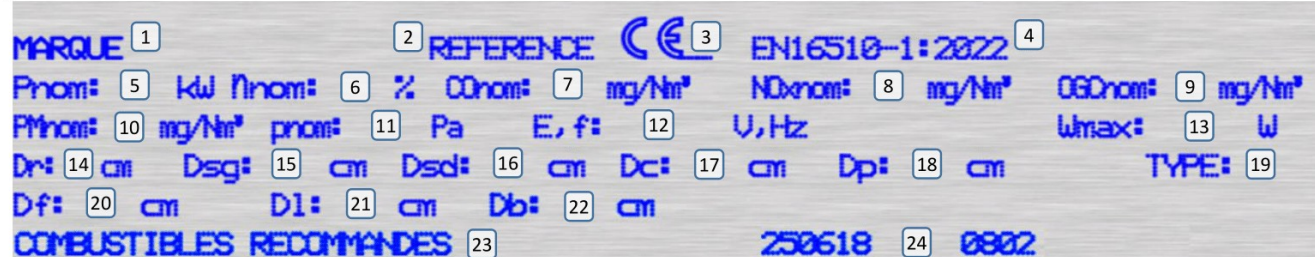 MARQUE 1 2 REFERENCE CE 3 EN16510-1:2022 4
Pnom: 5 kW ηnom: 6 % COnom: 7 mg/Nm³ NOxnom: 8 mg/Nm³ OGCnom: 9 mg/Nm³
PMnom: 10 mg/Nm³ pnom: 11 Pa E,f: 12 V,Hz Wmax: 13 W
Dr: 14 cm Dsg: 15 cm Dsd: 16 cm Dc: 17 cm Dp: 18 cm TYPE: 19
Df: 20 cm Dl: 21 cm Db: 22 cm
COMBUSTIBLES RECOMMANDES 23 250618 24 0802